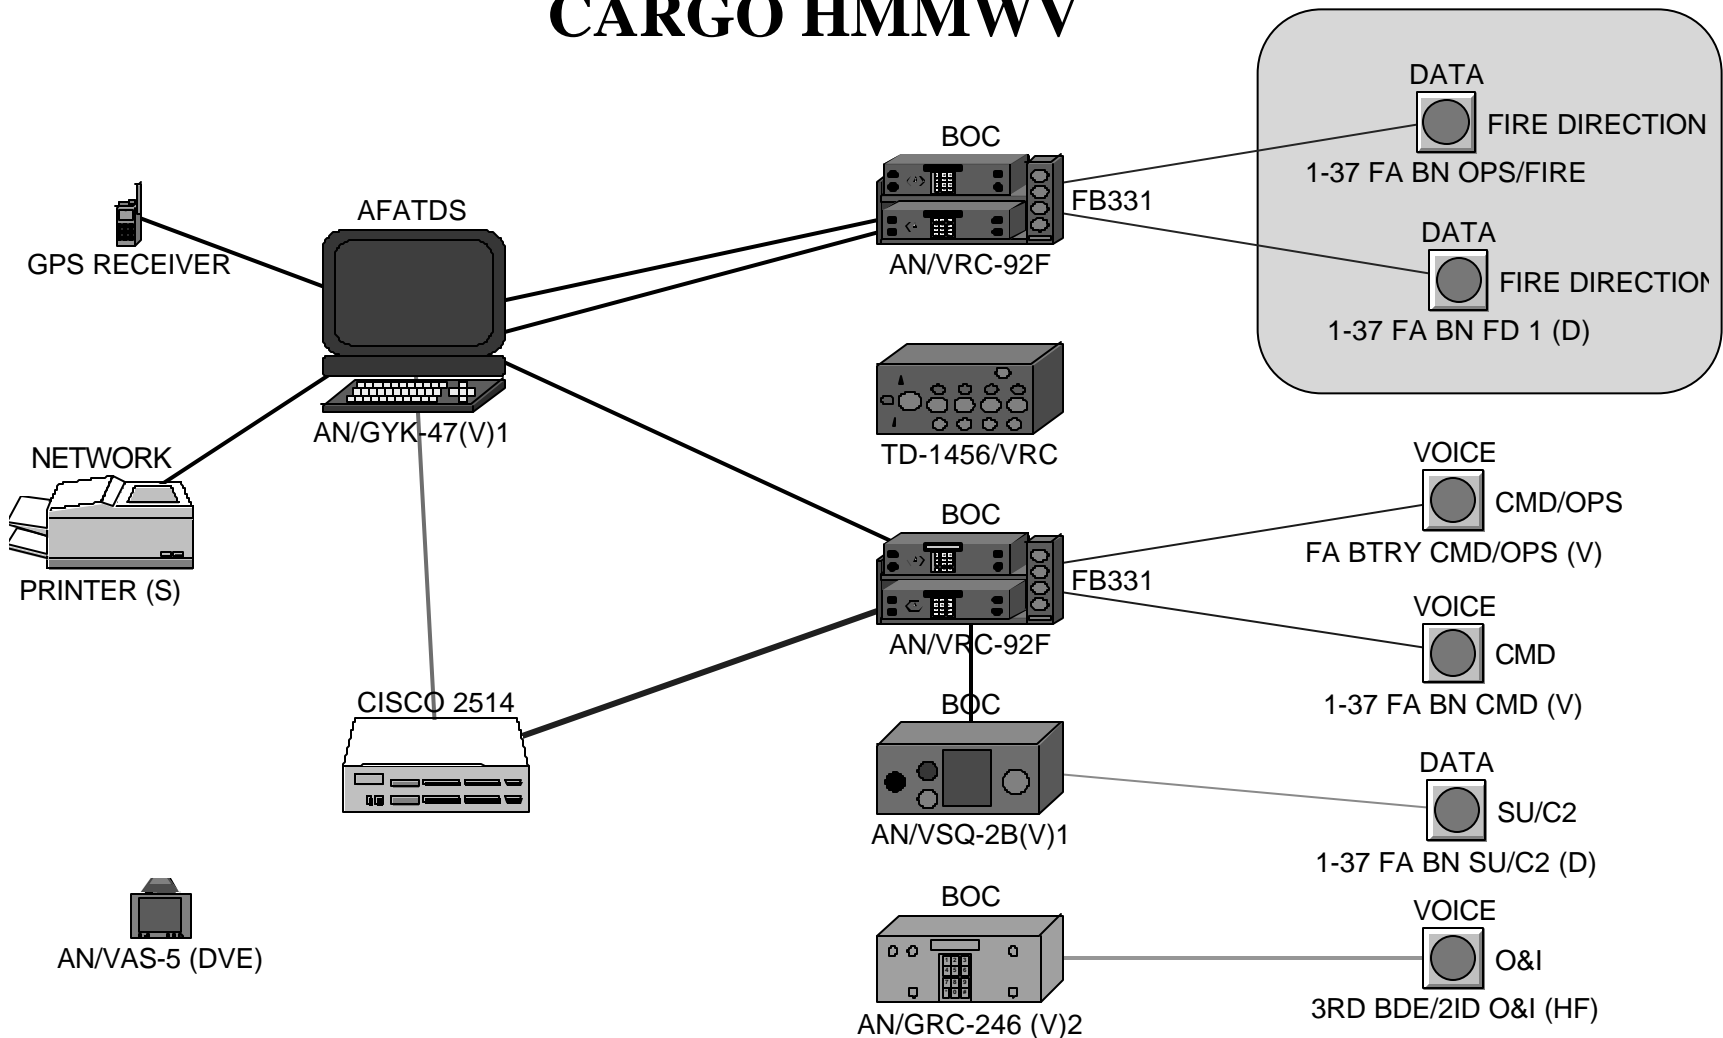 CARGO HMMWV
DATA
FIRE DIRECTION
1-37 FA BN OPS/FIRE
DATA
FIRE DIRECTION
1-37 FA BN FD 1 (D)
BOC
FB331
AN/VRC-92F
AFATDS
AN/GYK-47(V)1
GPS RECEIVER
TD-1456/VRC
NETWORK
PRINTER (S)
BOC
FB331
AN/VRC-92F
VOICE
CMD/OPS
FA BTRY CMD/OPS (V)
VOICE
CMD
1-37 FA BN CMD (V)
CISCO 2514
BOC
AN/VSQ-2B(V)1
DATA
SU/C2
1-37 FA BN SU/C2 (D)
AN/VAS-5 (DVE)
BOC
AN/GRC-246 (V)2
VOICE
O&I
3RD BDE/2ID O&I (HF)